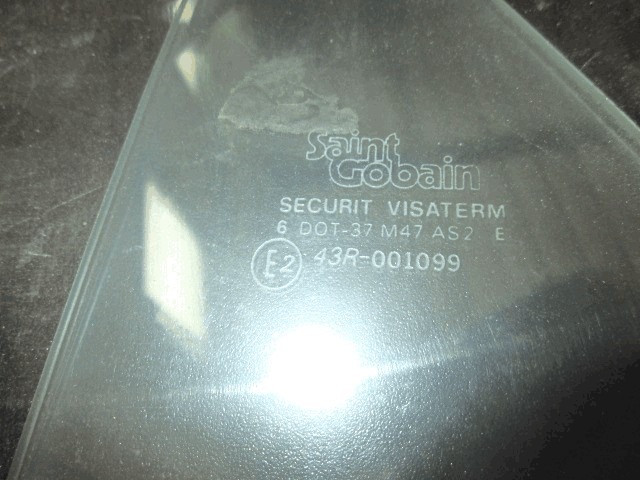 Saint
Gobain
SECURIT VISATERM
6 DOT-37 M47 AS2 E
E2 43R-001099